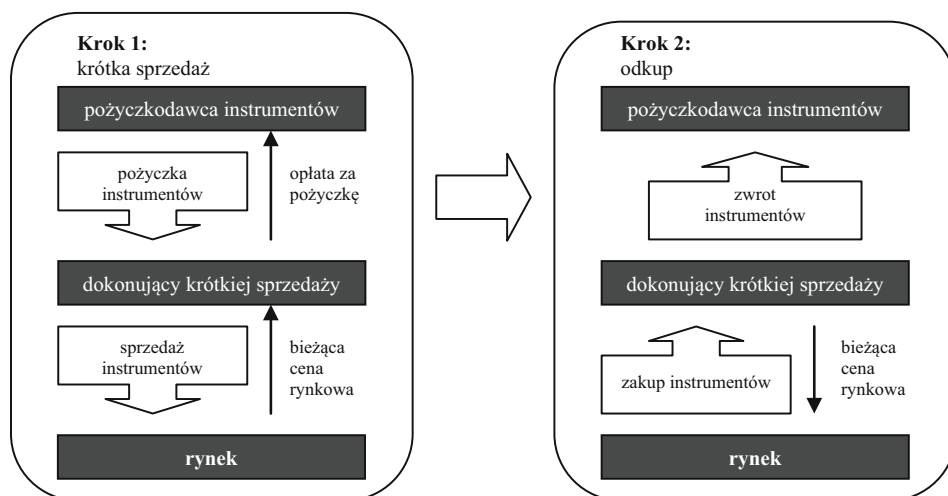 Krok 1:
krótka sprzedaż
pożyczkodawca instrumentów
pożyczka
instrumentów
opłata za
pożyczkę
dokonujący krótkiej sprzedaży
sprzedaż
instrumentów
bieżąca
cena
rynkowa
rynek
Krok 2:
odkup
pożyczkodawca instrumentów
zwrot
instrumentów
dokonujący krótkiej sprzedaży
zakup instrumentów
bieżąca
cena
rynkowa
rynek